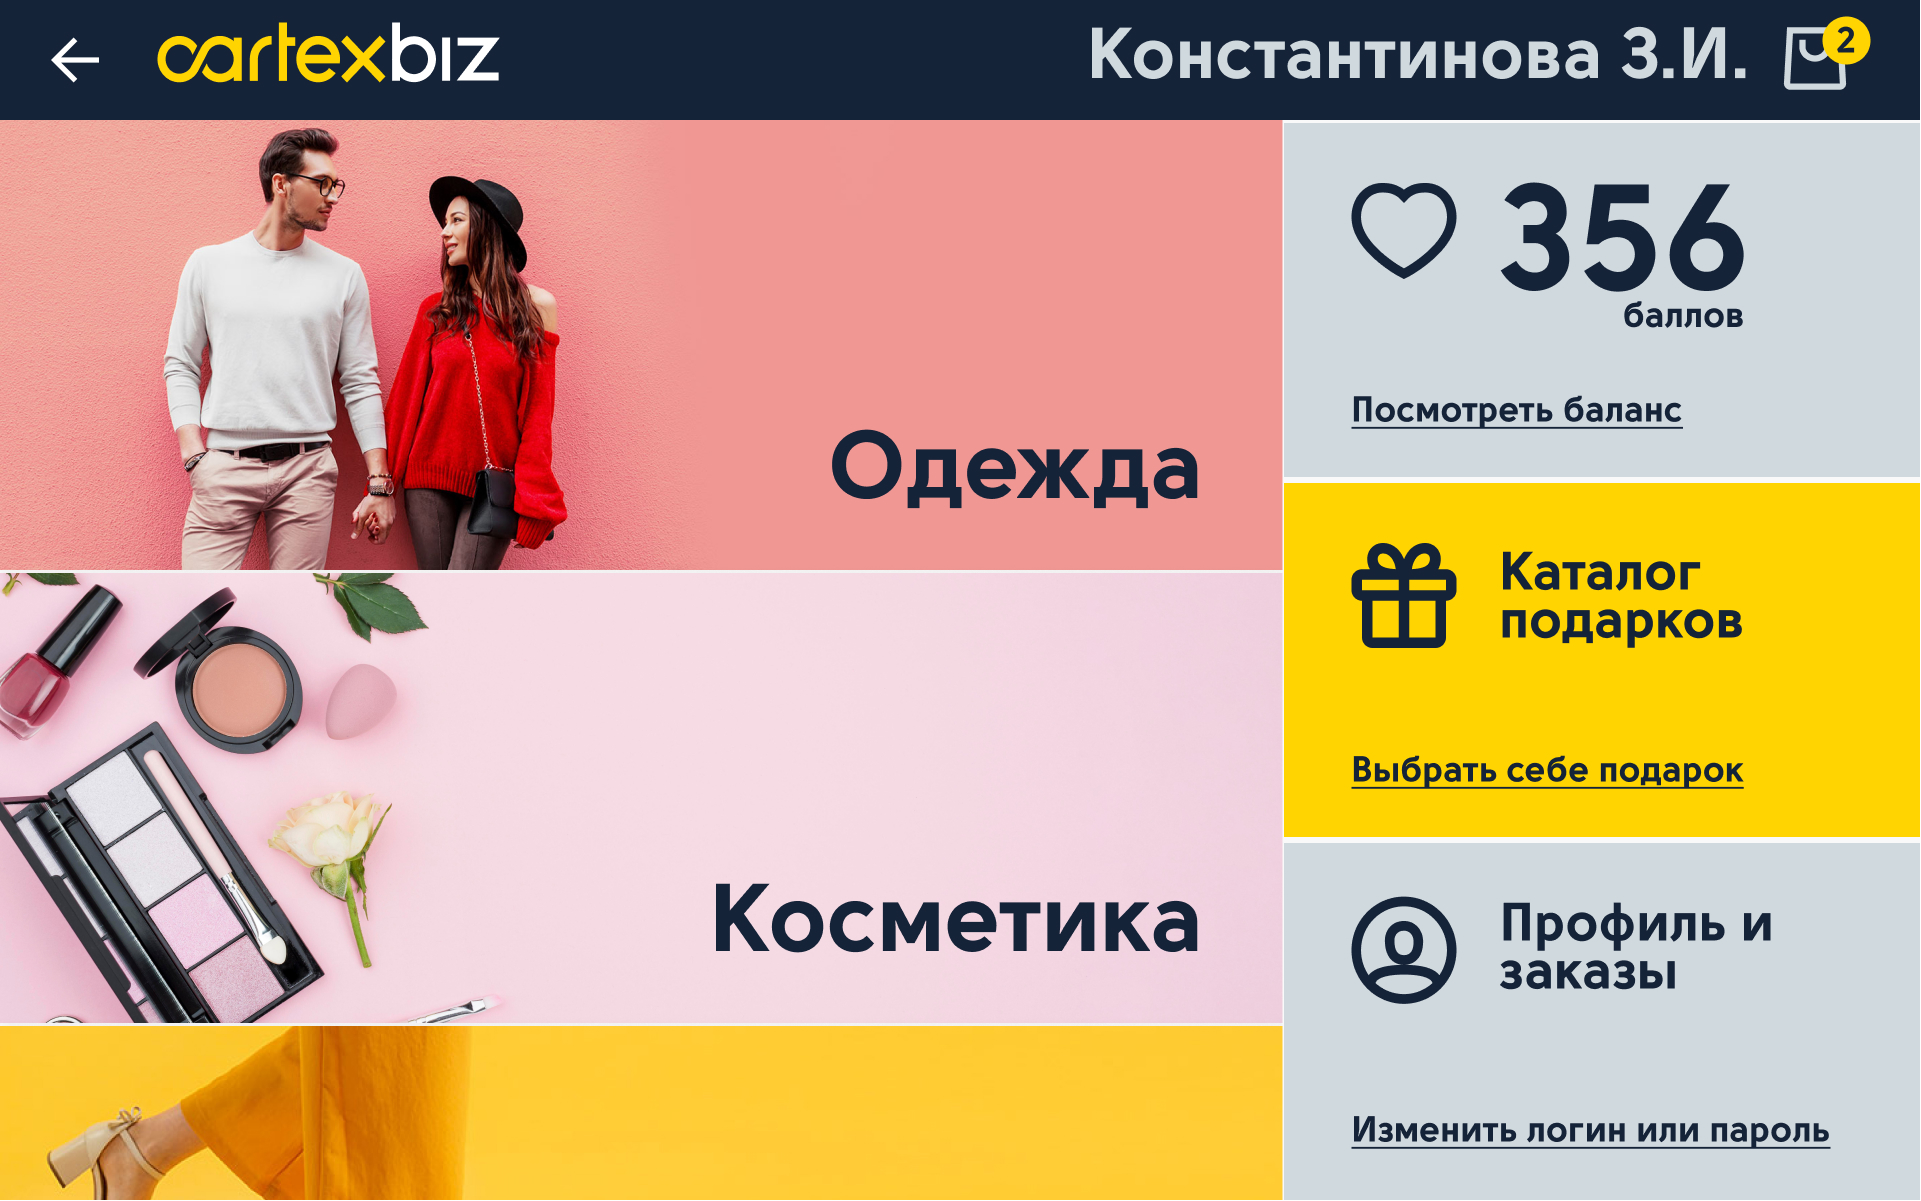 cartexbiz
Константинова З.И.
2
Одежда
Косметика
356
баллов
Посмотреть баланс
Каталог
подарков
Выбрать себе подарок
Профиль и
заказы
Изменить логин или пароль